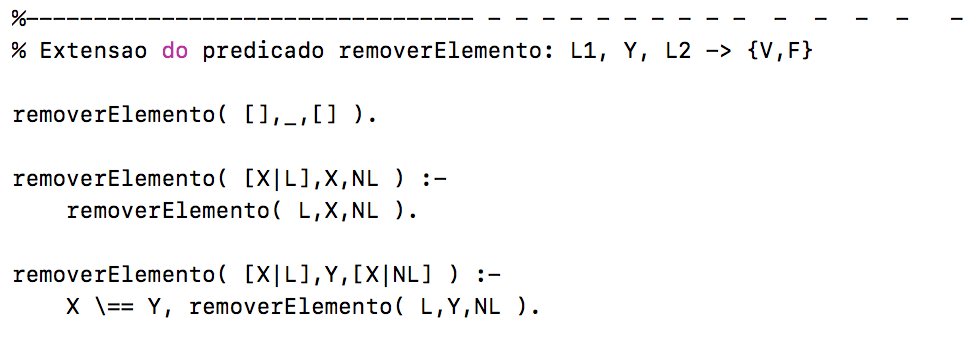 %--------------------------------- - - - - - - - - - -  -  -  -  -   -
% Extensao do predicado removerElemento: L1, Y, L2 -> {V,F}
removerElemento( [],_,[] ).
removerElemento( [X|L],X,NL ) :-
    removerElemento( L,X,NL ).
removerElemento( [X|L],Y,[X|NL] ) :-
    X \== Y, removerElemento( L,Y,NL ).